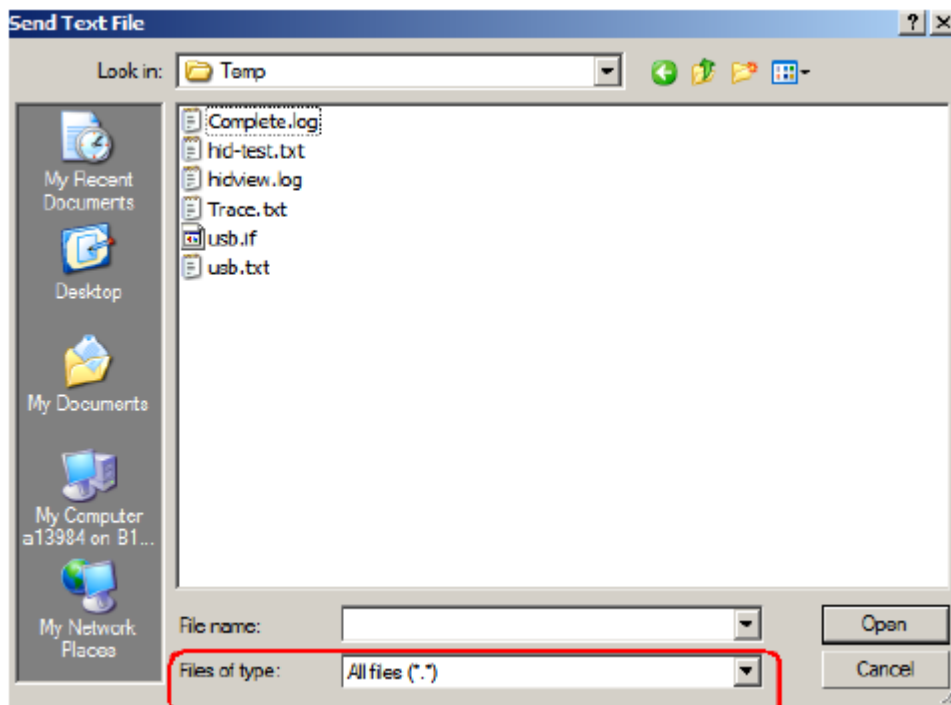 Send Text File
Look in: Temp
Complete.log
hid-test.txt
hidview.log
Trace.txt
usb.if
usb.txt
My Recent
Documents
Desktop
My Documents
My Computer
a13984 on B1...
My Network
Places
File name:
Open
Files of type: All files (*.*)
Cancel